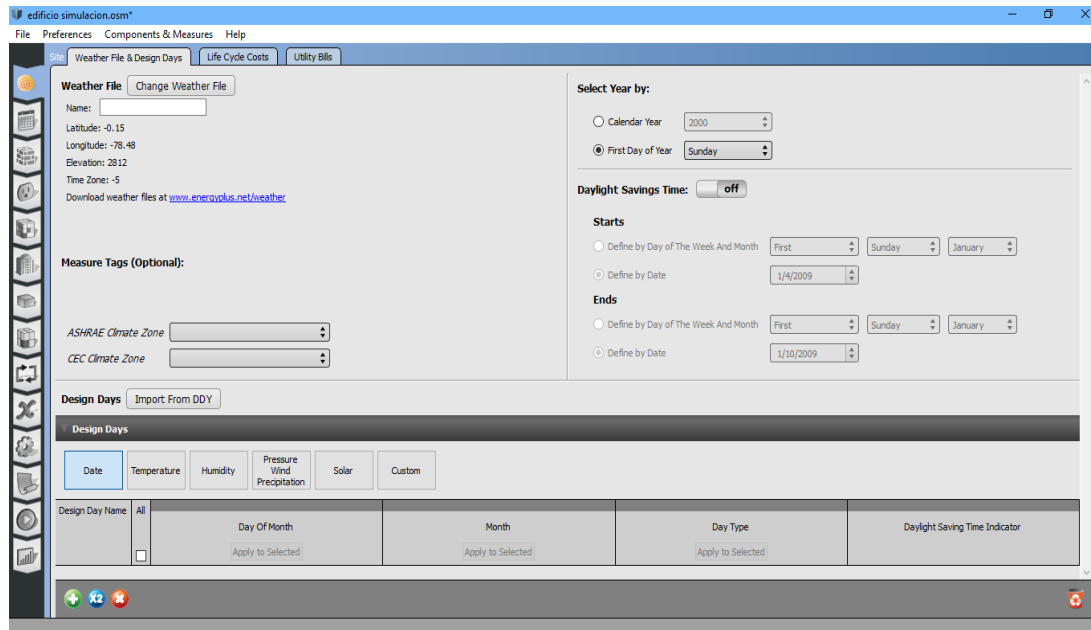 edificio simulacion.osm*
File Preferences Components & Measures Help
Site Weather File & Design Days Life Cycle Costs Utility Bills
Weather File Change Weather File
Name:
Latitude: -0.15
Longitude: -78.48
Elevation: 2812
Time Zone: -5
Download weather files at www.energyplus.net/weather
Measure Tags (Optional):
ASHRAE Climate Zone
CEC Climate Zone
Select Year by:
Calendar Year 2000
First Day of Year Sunday
Daylight Savings Time: off
Starts
Define by Day of The Week And Month First Sunday January
Define by Date 1/4/2009
Ends
Define by Day of The Week And Month First Sunday January
Define by Date 1/10/2009
Design Days Import From DDY
Design Days
Date Temperature Humidity Pressure Wind Precipitation Solar Custom
Design Day Name All Day Of Month Month Day Type Daylight Saving Time Indicator
Apply to Selected Apply to Selected Apply to Selected
X2